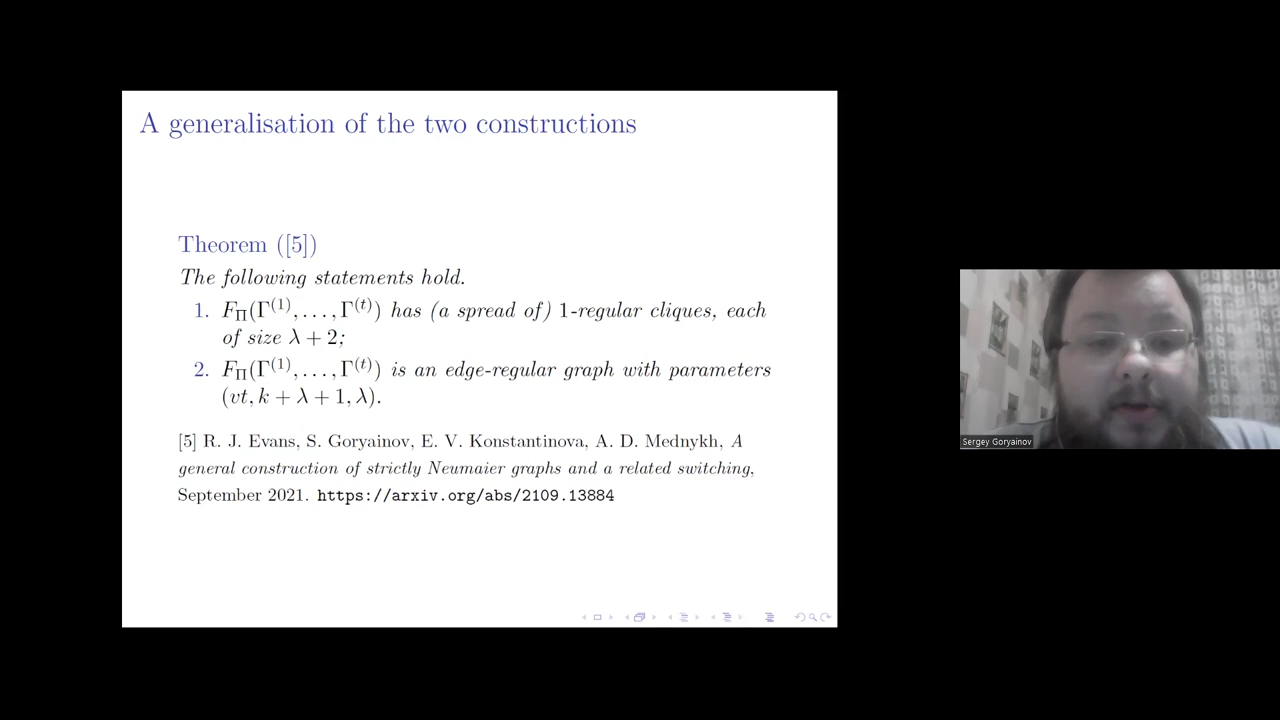 A generalisation of the two constructions
Theorem ([5])
The following statements hold.
1. F_Π(Γ^(1), . . . , Γ^(t)) has (a spread of) 1-regular cliques, each
of size λ + 2;
2. F_Π(Γ^(1), . . . , Γ^(t)) is an edge-regular graph with parameters
(vt, k + λ + 1, λ).
[5] R. J. Evans, S. Goryainov, E. V. Konstantinova, A. D. Mednykh, A
general construction of strictly Neumaier graphs and a related switching,
September 2021. https://arxiv.org/abs/2109.13884
Sergey Goryainov